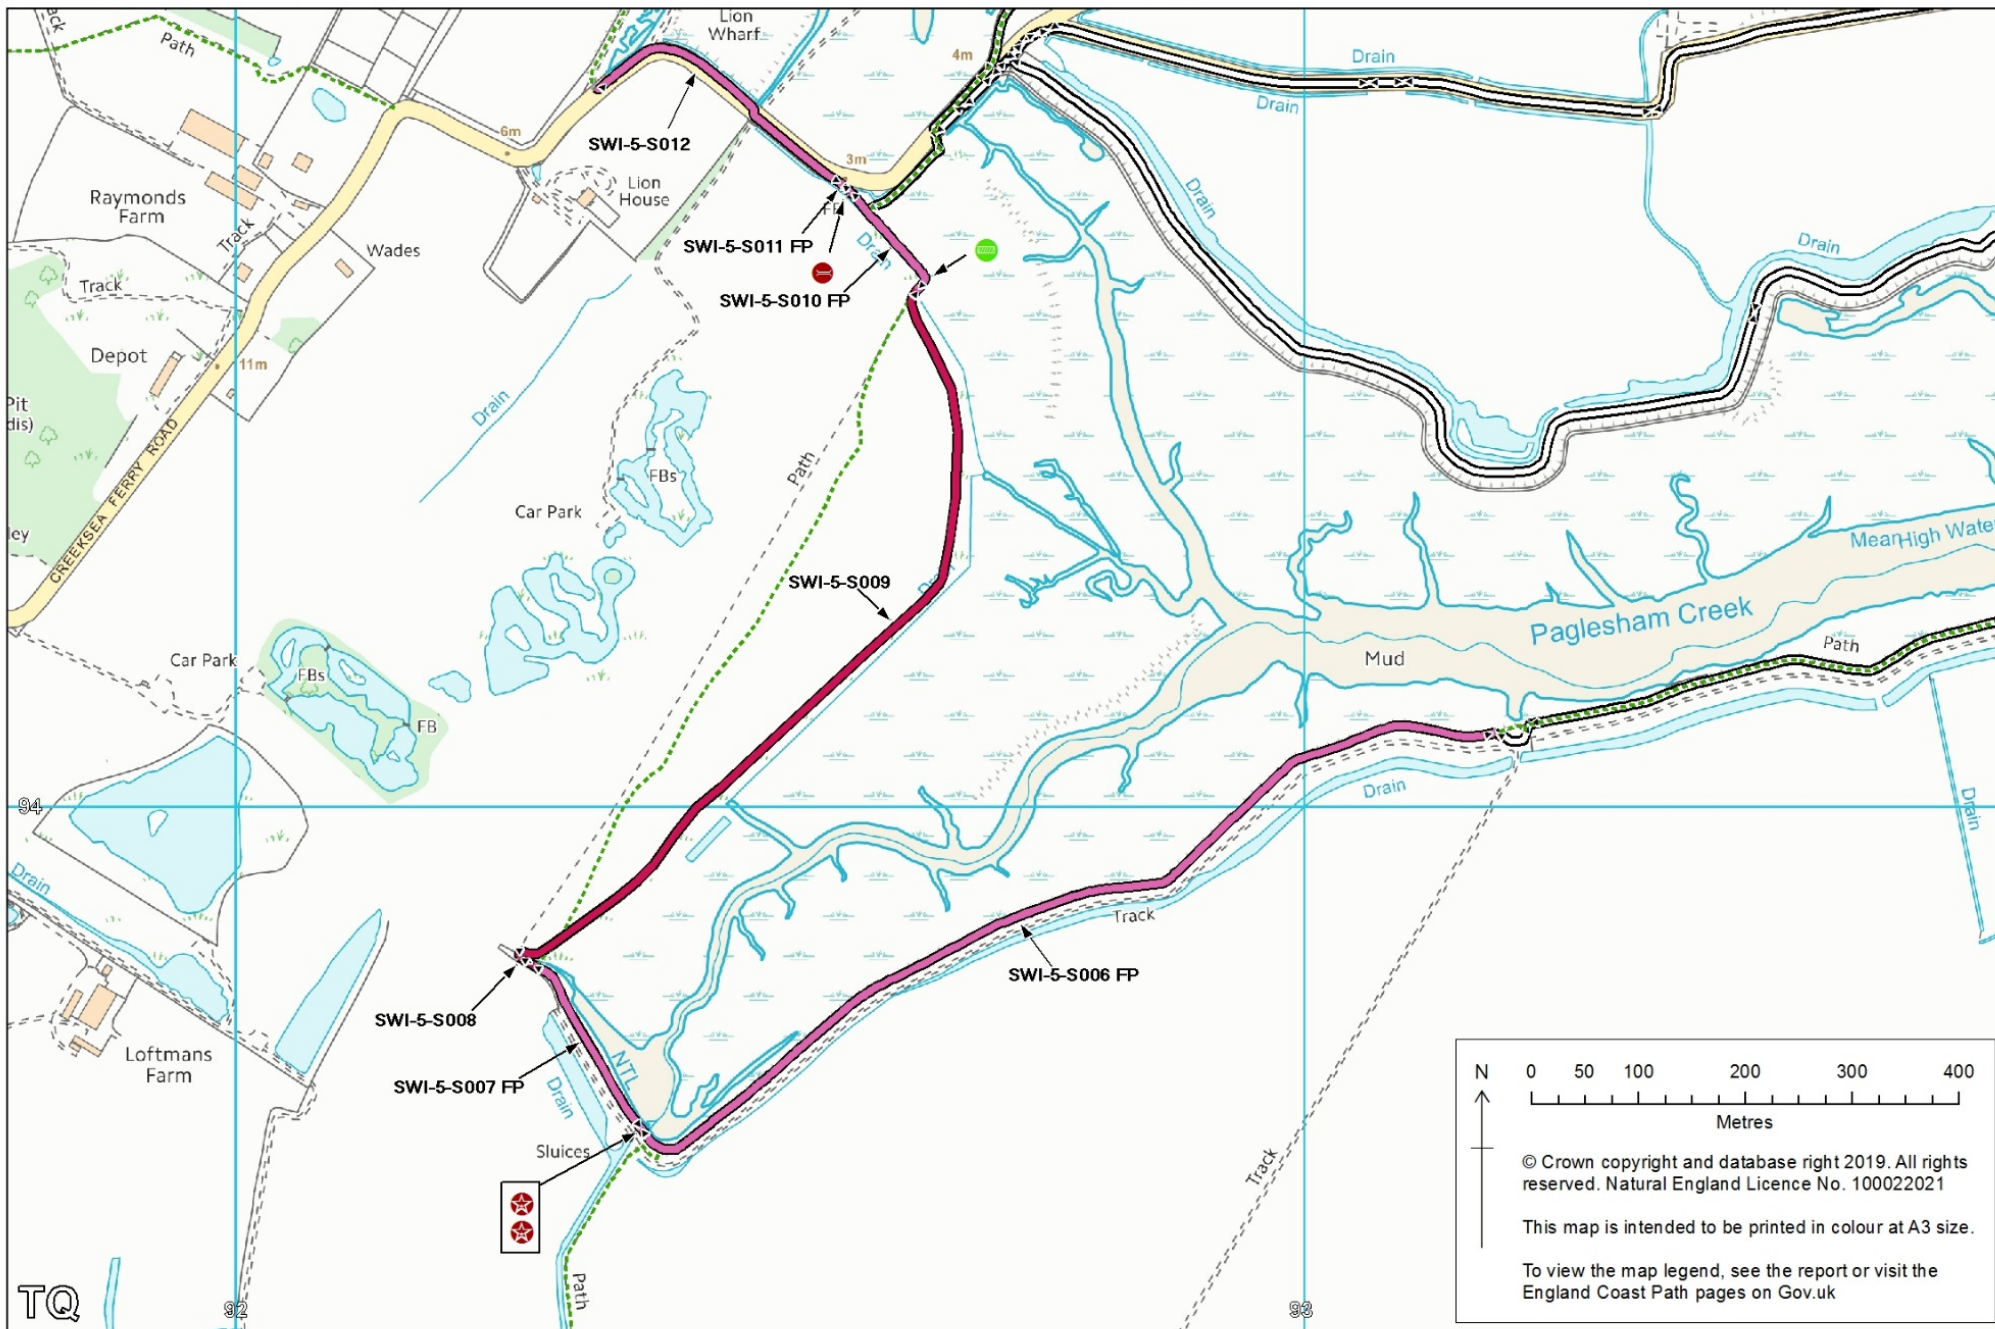 Track
Path
Lion
Wharf
4m
Drain
Drain
6m
SWI-5-S012
3m
Lion
House
Raymonds
Farm
Track
Wades
Drain
SWI-5-S011 FP
Drain
Drain
Track
SWI-5-S010 FP
Depot
11m
Pit
(dis)
Drain
Path
FBs
Car Park
CREEKSEA FERRY ROAD
ley
Mean High Water
SWI-5-S009
Drain
Paglesham Creek
Path
Mud
Car Park
FBs
FB
94
Drain
Drain
Drain
Track
SWI-5-S006 FP
SWI-5-S008
Loftmans
Farm
NTL
SWI-5-S007 FP
Drain
Sluices
Track
Path
TQ
92
93
N 0 50 100 200 300 400
Metres
© Crown copyright and database right 2019. All rights
reserved. Natural England Licence No. 100022021
This map is intended to be printed in colour at A3 size.
To view the map legend, see the report or visit the
England Coast Path pages on Gov.uk